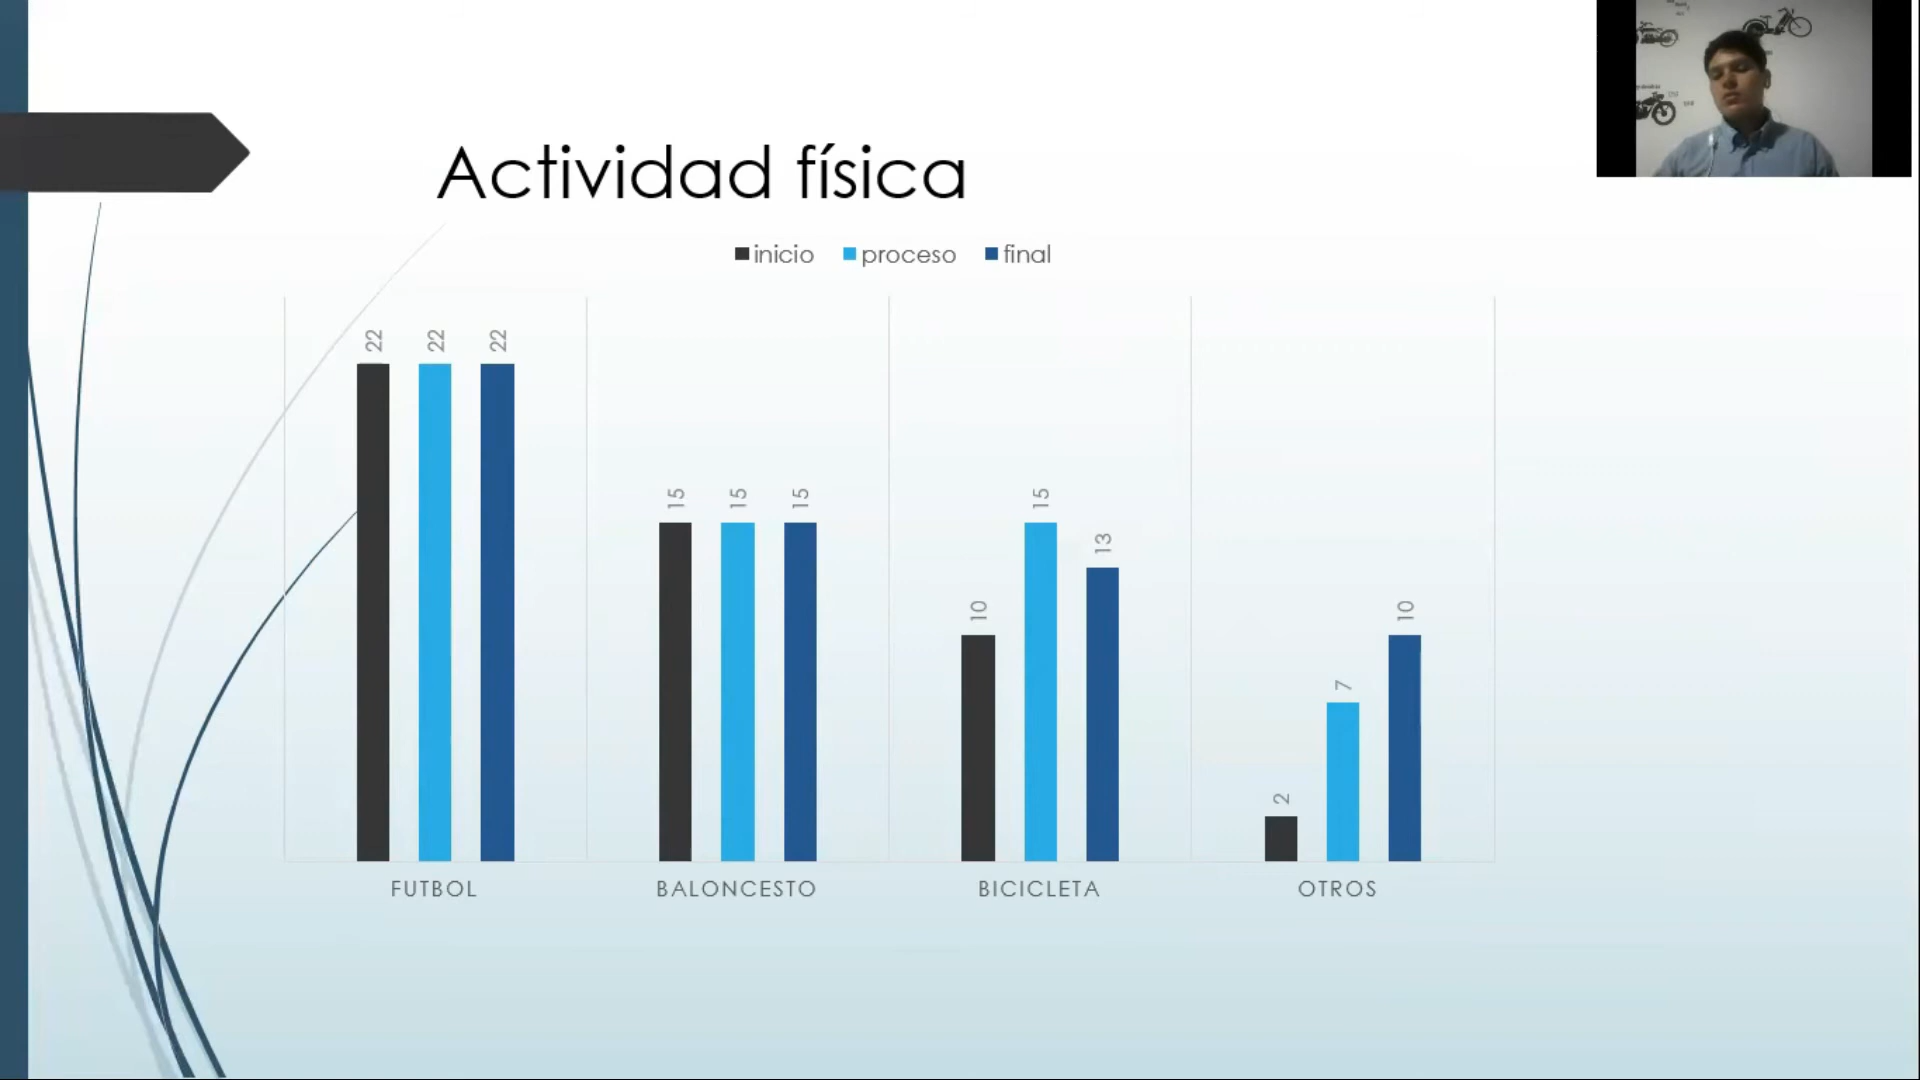 Actividad física
inicio proceso final
22 22 22
15 15 15
10 15 13
2 7 10
FUTBOL BALONCESTO BICICLETA OTROS